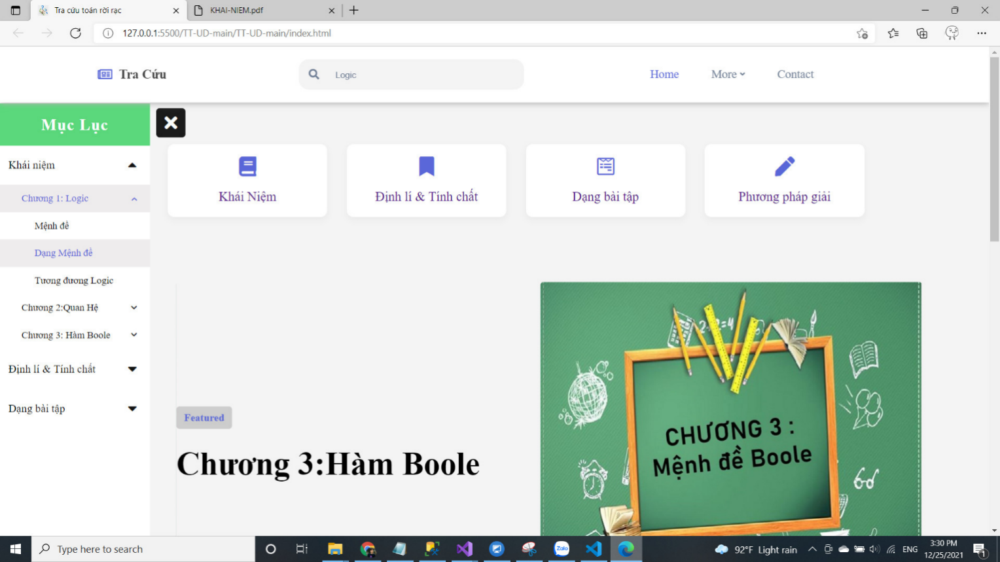 Tra cứu toán rời rạc
KHAI-NIEM.pdf
127.0.0.1:5500/TT-UD-main/TT-UD-main/index.html
Tra Cứu
Logic
Home
More
Contact
Mục Lục
Khái niệm
Chương 1: Logic
Mệnh đề
Dạng Mệnh đề
Tương đương Logic
Chương 2:Quan Hệ
Chương 3: Hàm Boole
Định lí & Tính chất
Dạng bài tập
Khái Niệm
Định lí & Tính chất
Dạng bài tập
Phương pháp giải
Featured
Chương 3:Hàm Boole
CHƯƠNG 3 :
Mệnh đề Boole
Type here to search
Zalo
92°F Light rain
ENG
3:30 PM
12/25/2021
1